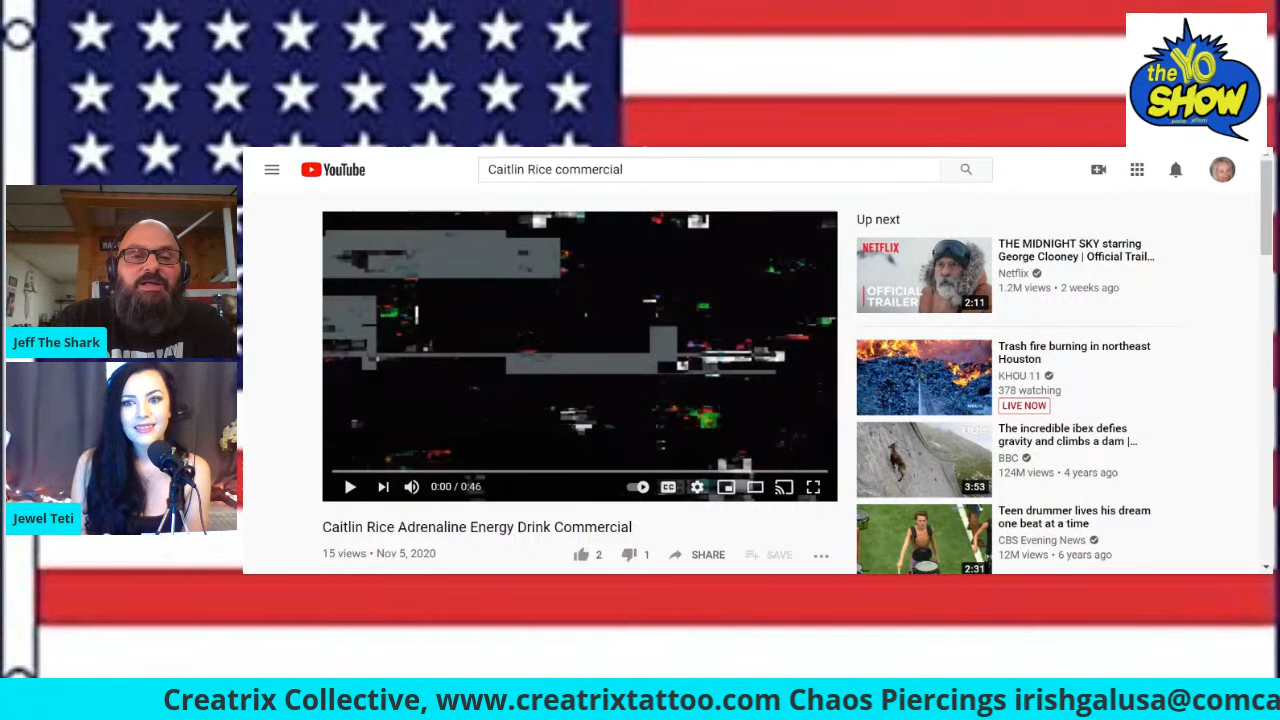 the YO
SHOW
YouTube
Caitlin Rice commercial
Jeff The Shark
Jewel Teti
0:00 / 0:46
CC
Caitlin Rice Adrenaline Energy Drink Commercial
15 views • Nov 5, 2020
2
1
SHARE
SAVE
Up next
NETFLIX
OFFICIAL
TRAILER
2:11
THE MIDNIGHT SKY starring
George Clooney | Official Trail...
Netflix
1.2M views • 2 weeks ago
Trash fire burning in northeast
Houston
KHOU 11
378 watching
LIVE NOW
3:53
The incredible ibex defies
gravity and climbs a dam |...
BBC
124M views • 4 years ago
2:31
Teen drummer lives his dream
one beat at a time
CBS Evening News
12M views • 6 years ago
Creatrix Collective, www.creatrixtattoo.com Chaos Piercings irishgalusa@comca